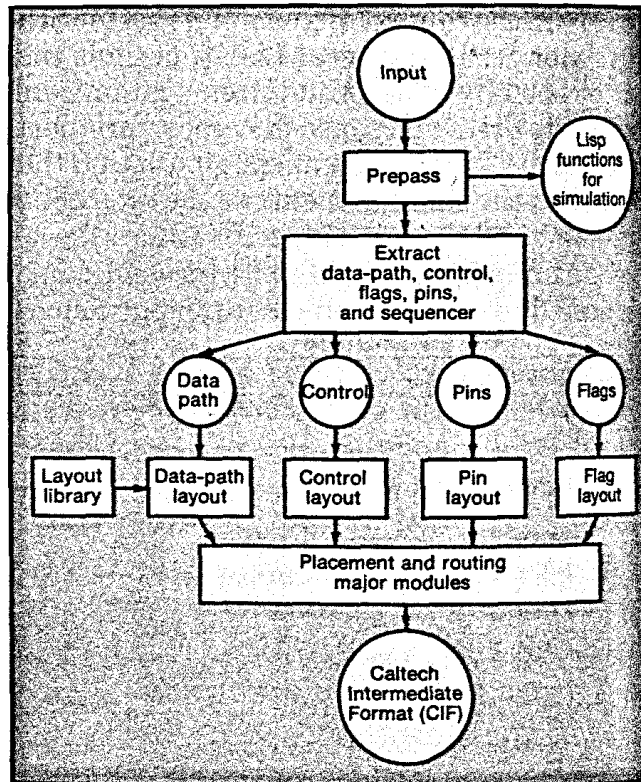 Input
Prepass
Lisp
functions
for
simulation
Extract
data-path, control,
flags, pins,
and sequencer
Data
path
Control
Pins
Flags
Layout
library
Data-path
layout
Control
layout
Pin
layout
Flag
layout
Placement and routing
major modules
Caltech
Intermediate
Format (CIF)